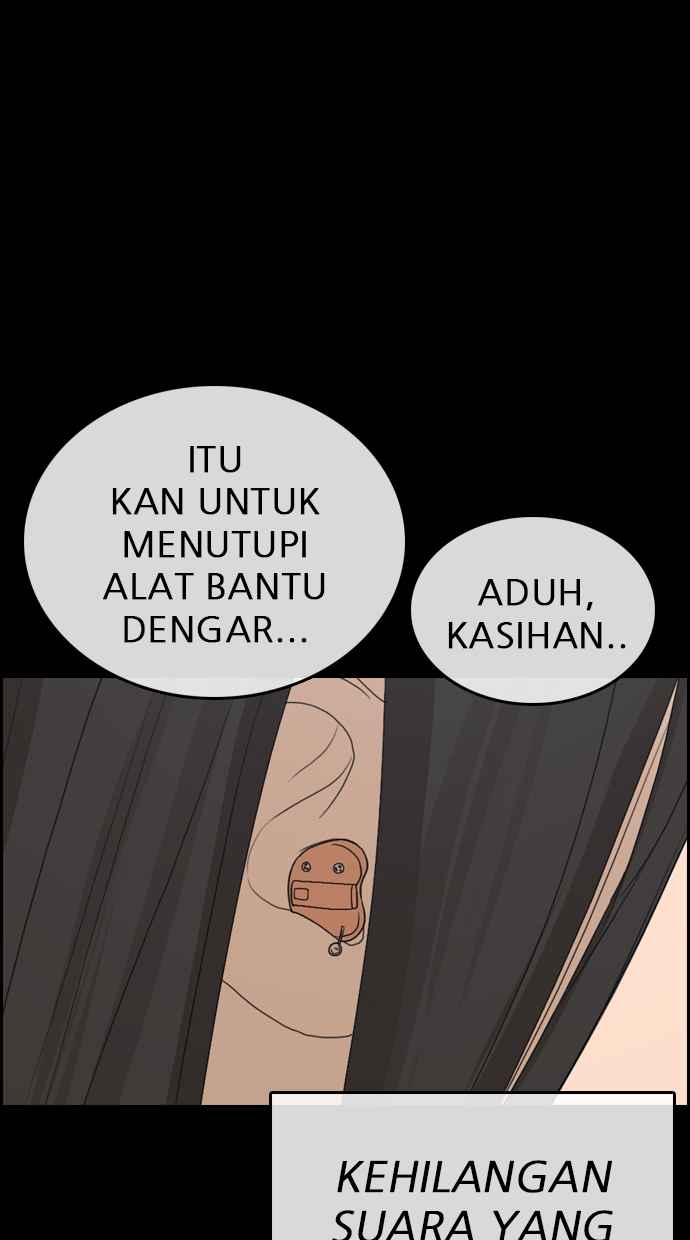 ITU
KAN UNTUK
MENUTUPI
ALAT BANTU
DENGAR...
ADUH,
KASIHAN..
KEHILANGAN
SUARA YANG